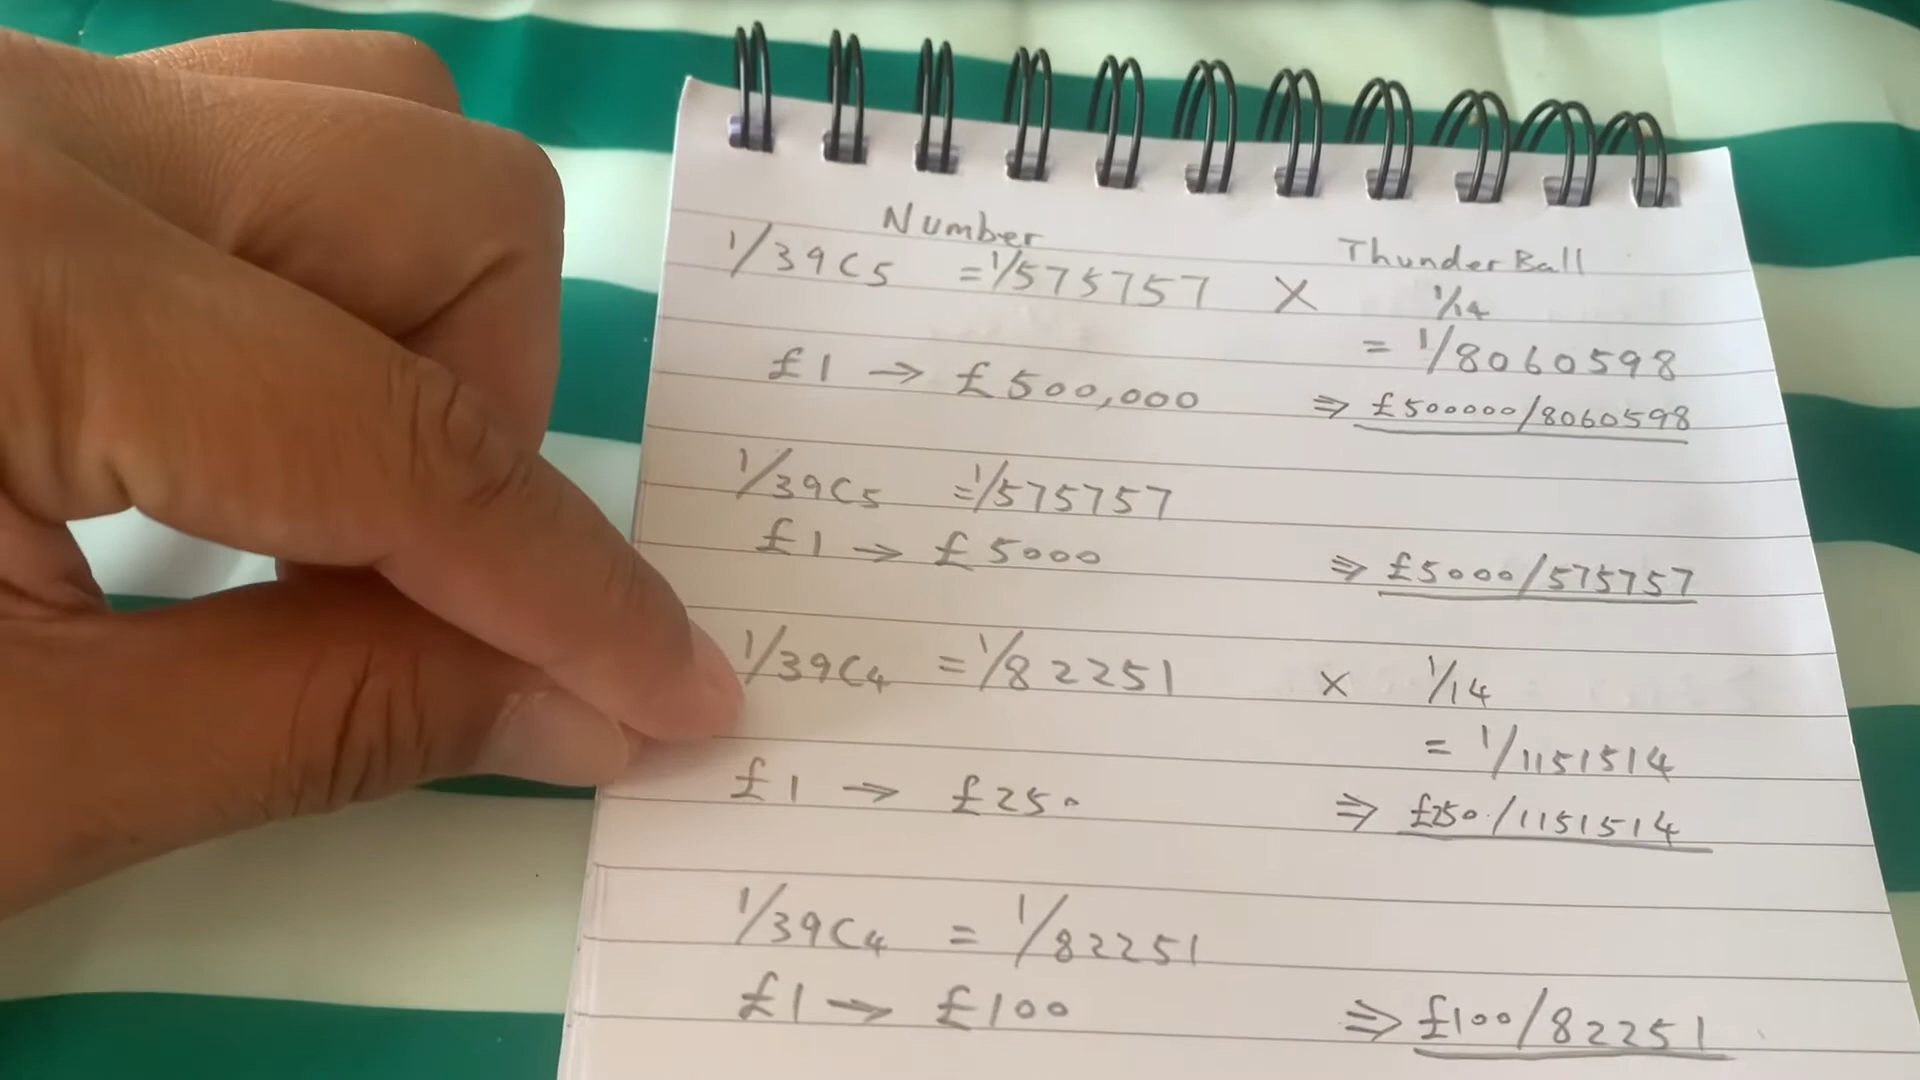 Number ThunderBall
1/39C5 = 1/575757 X 1/14
= 1/8060598
£1 → £500,000 ⇒ £500000/8060598
1/39C5 = 1/575757
£1 → £5000 ⇒ £5000/575757
1/39C4 = 1/82251 x 1/14
= 1/1151514
£1 → £250 ⇒ £250/1151514
1/39C4 = 1/82251
£1 → £100 ⇒ £100/82251